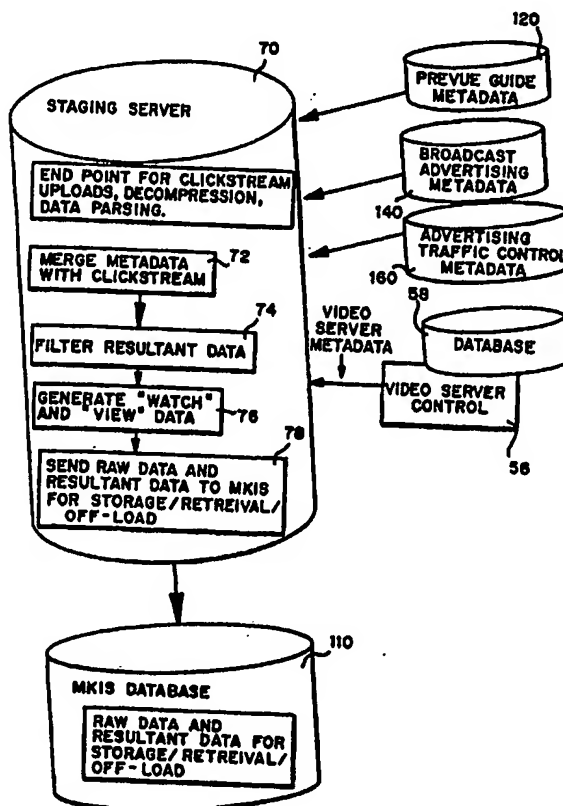 70
STAGING SERVER
120
PREVUE GUIDE
METADATA
END POINT FOR CLICKSTREAM
UPLOADS, DECOMPRESSION,
DATA PARSING.
BROADCAST
ADVERTISING
METADATA
140
72
MERGE METADATA
WITH CLICKSTREAM
ADVERTISING
TRAFFIC CONTROL
METADATA
160
74
FILTER RESULTANT DATA
VIDEO
SERVER
METADATA
58
DATABASE
VIDEO SERVER
CONTROL
56
GENERATE "WATCH"
AND "VIEW" DATA
76
78
SEND RAW DATA AND
RESULTANT DATA TO MKIS
FOR STORAGE/RETREIVAL/
OFF-LOAD
110
MKIS DATABASE
RAW DATA AND
RESULTANT DATA FOR
STORAGE/RETREIVAL/
OFF-LOAD